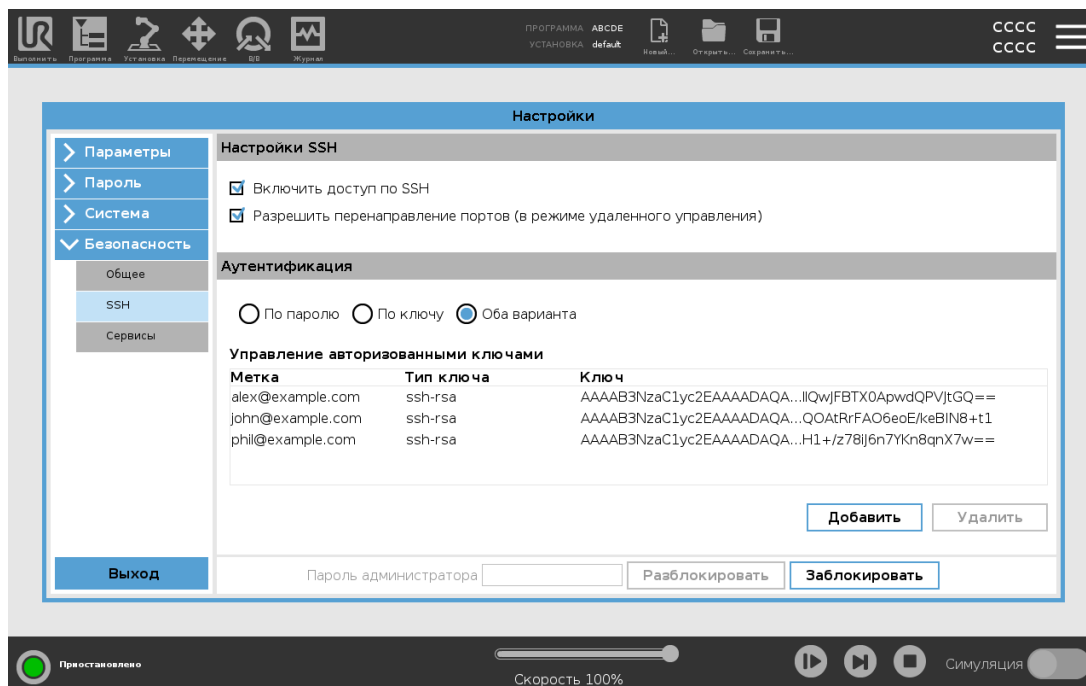 ПРОГРАММА ABCDE
УСТАНОВКА default
Выполнить Программа Установка Перемещение В/В Журнал
Новый... Открыть... Сохранить...
CCCC
CCCC
Настройки
Параметры
Пароль
Система
Безопасность
Общее
SSH
Сервисы
Выход
Настройки SSH
Включить доступ по SSH
Разрешить перенаправление портов (в режиме удаленного управления)
Аутентификация
По паролю По ключу Оба варианта
Управление авторизованными ключами
Метка Тип ключа Ключ
alex@example.com ssh-rsa AAAAB3NzaC1yc2EAAAADAQA...IIQwJFBTX0ApwdQPVJtGQ==
john@example.com ssh-rsa AAAAB3NzaC1yc2EAAAADAQA...QOAtRrFAO6eoE/keBIN8+t1
phil@example.com ssh-rsa AAAAB3NzaC1yc2EAAAADAQA...H1+/z78iJ6n7YKn8qnX7w==
Добавить Удалить
Пароль администратора Разблокировать Заблокировать
Приостановлено
Скорость 100%
Симуляция